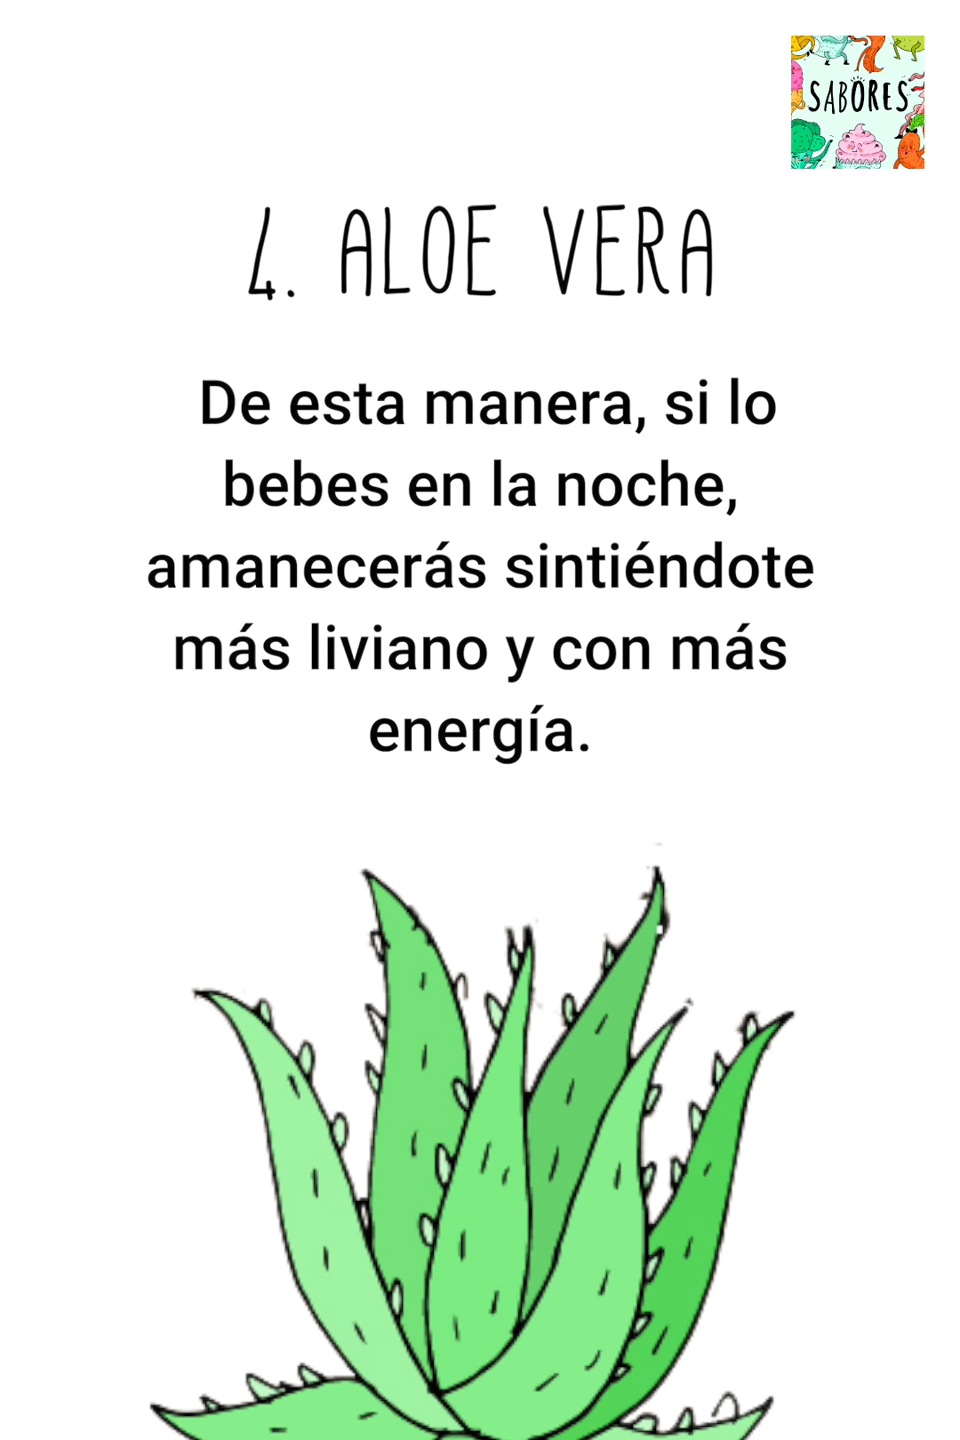 SABORES
4. ALOE VERA
De esta manera, si lo
bebes en la noche,
amanecerás sintiéndote
más liviano y con más
energía.